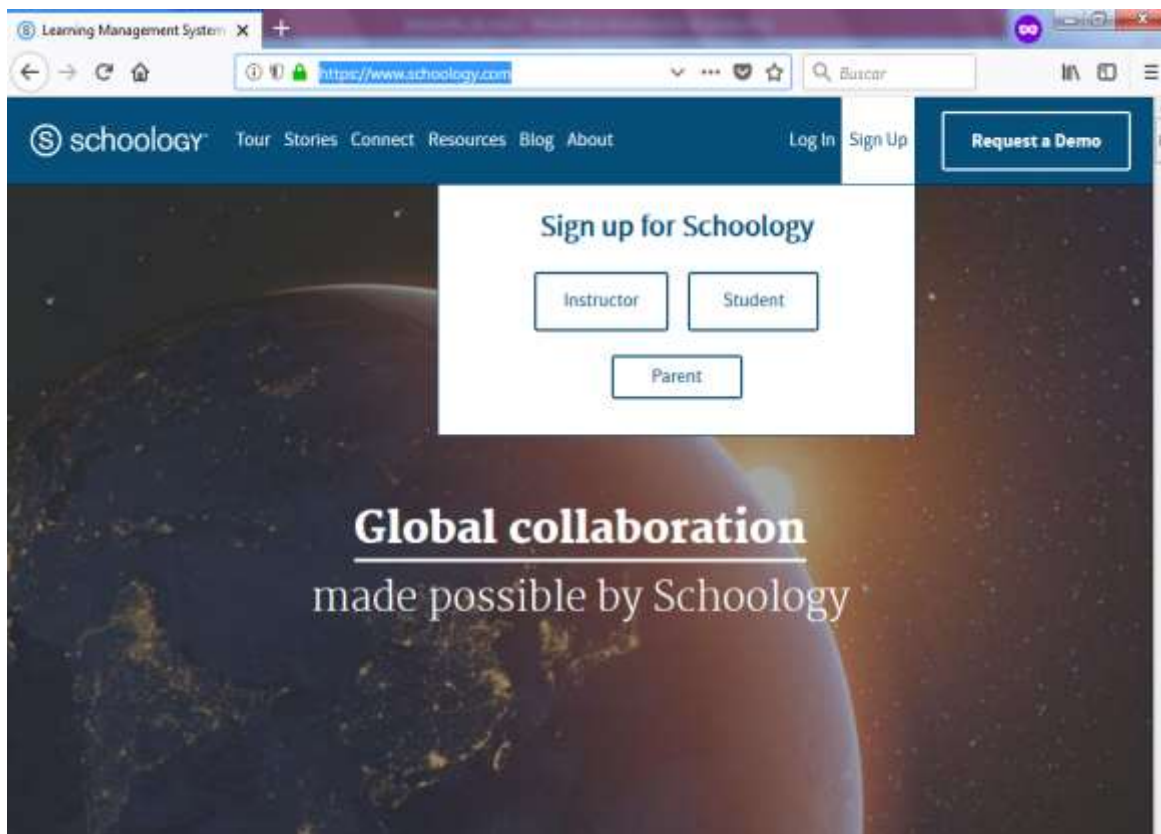 Learning Management System
https://www.schoology.com
Buscar
schoology
Tour Stories Connect Resources Blog About
Log In Sign Up
Request a Demo
Sign up for Schoology
Instructor Student
Parent
Global collaboration
made possible by Schoology